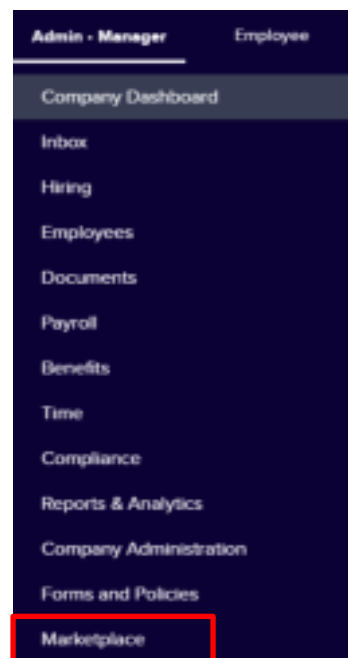 Admin - Manager Employee
Company Dashboard
Inbox
Hiring
Employees
Documents
Payroll
Benefits
Time
Compliance
Reports & Analytics
Company Administration
Forms and Policies
Marketplace